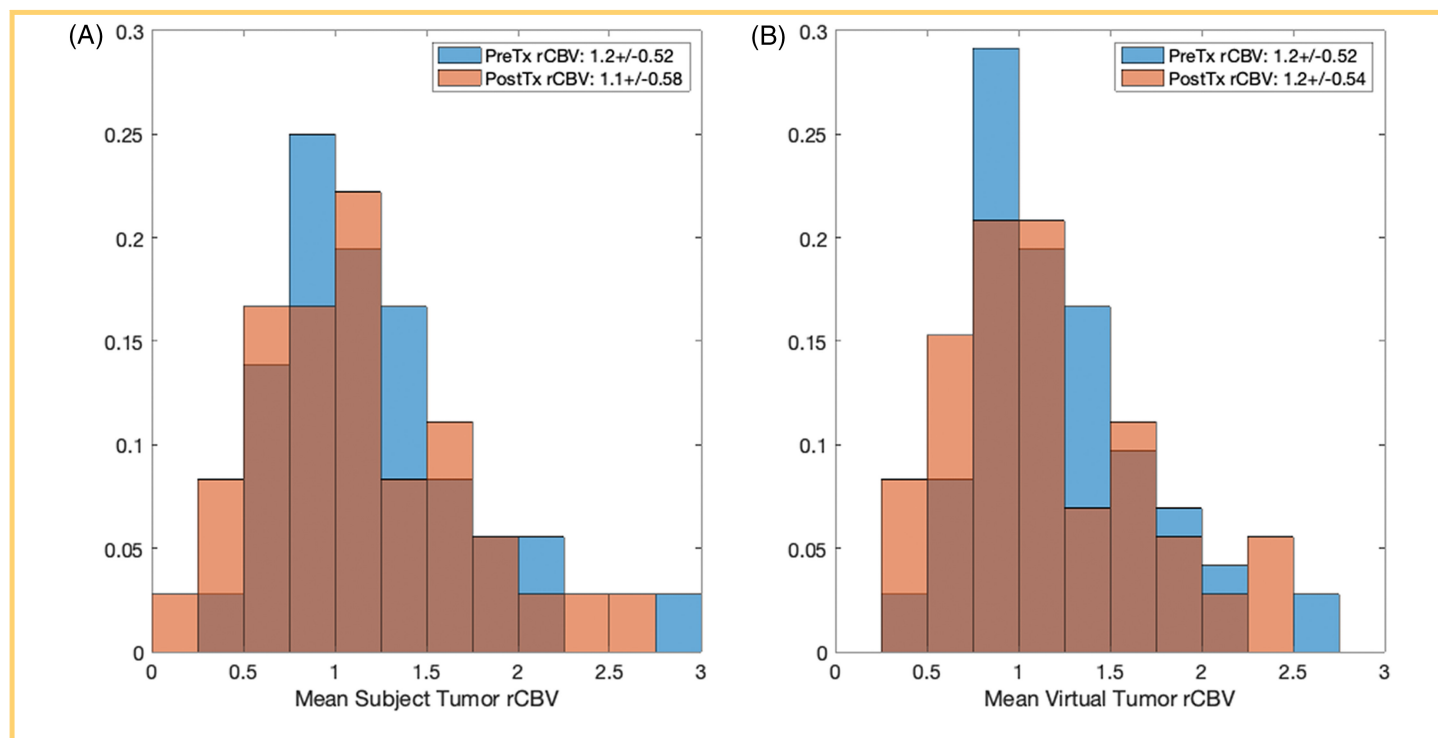 (A)
0.3
0.25
0.2
0.15
0.1
0.05
0
PreTx rCBV: 1.2+/-0.52
PostTx rCBV: 1.1+/-0.58
0 0.5 1 1.5 2 2.5 3
Mean Subject Tumor rCBV
(B)
0.3
0.25
0.2
0.15
0.1
0.05
0
PreTx rCBV: 1.2+/-0.52
PostTx rCBV: 1.2+/-0.54
0 0.5 1 1.5 2 2.5 3
Mean Virtual Tumor rCBV